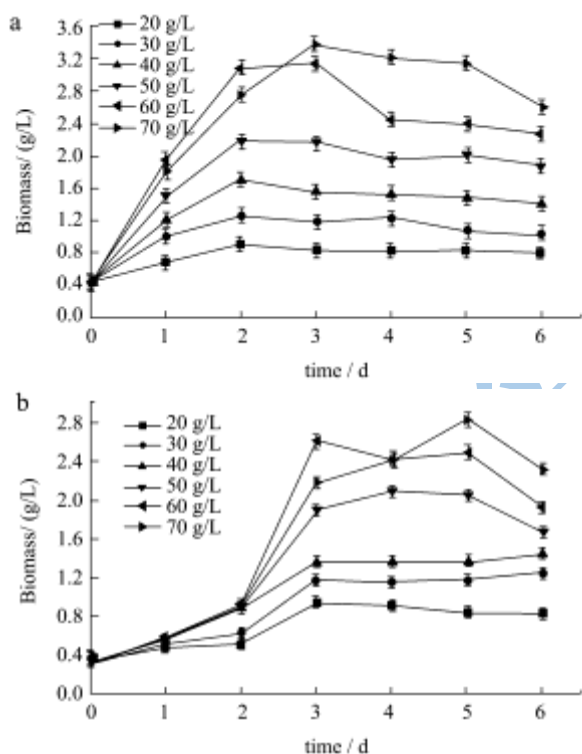 a
3.6
3.2
2.8
2.4
2.0
1.6
1.2
0.8
0.4
0.0
Biomass/ (g/L)
20 g/L
30 g/L
40 g/L
50 g/L
60 g/L
70 g/L
0 1 2 3 4 5 6
time / d
b
2.8
2.4
2.0
1.6
1.2
0.8
0.4
0.0
Biomass/ (g/L)
20 g/L
30 g/L
40 g/L
50 g/L
60 g/L
70 g/L
0 1 2 3 4 5 6
time / d